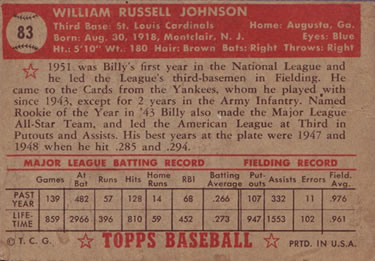 83
WILLIAM RUSSELL JOHNSON
Third Base: St. Louis Cardinals Home: Augusta, Ga.
Born: Aug. 30, 1918, Montclair, N. J. Eyes: Blue
Ht.: 5'10" Wt.: 180 Hair: Brown Bats: Right Throws: Right
★ 1951 was Billy's first year in the National League and
he led the League's third-basemen in Fielding. He
came to the Cards from the Yankees, whom he played with
since 1943, except for 2 years in the Army Infantry. Named
Rookie of the Year in '43 Billy also made the Major League
All-Star Team, and led the American League at Third in
Putouts and Assists. His best years at the plate were 1947 and
1948 when he hit .285 and .294.
MAJOR LEAGUE BATTING RECORD FIELDING RECORD
Games At Bat Runs Hits Home Runs RBI Batting Average Put-outs Assists Errors Field. Avg.
PAST YEAR 139 482 57 128 14 68 .266 107 332 11 .976
LIFE-TIME 859 2966 390 813 59 452 .273 947 1553 102 .961
© T. C. G. ★ TOPPS BASEBALL ★ PRTD. IN U.S.A.